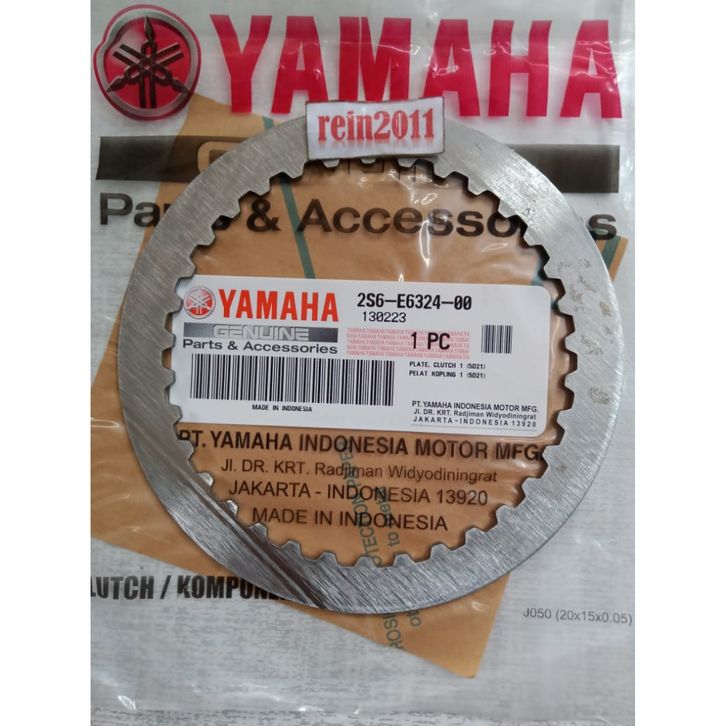 YAMAHA
rein2011
Parts & Accessories
YAMAHA
GENUINE
Parts & Accessories
2S6-E6324-00
130223
1 PC
PLATE, CLUTCH 1 (5D21)
PELAT KOPLING 1 (5D21)
MADE IN INDONESIA
PT. YAMAHA INDONESIA MOTOR MFG.
JL. DR. KRT. Radjiman Widyodiningrat
JAKARTA - INDONESIA 13920
PT. YAMAHA INDONESIA MOTOR MFG
Jl. DR. KRT. Radjiman Widyodiningrat
JAKARTA - INDONESIA 13920
MADE IN INDONESIA
LUTCH / KOMPONE
J050 (20x15x0.05)